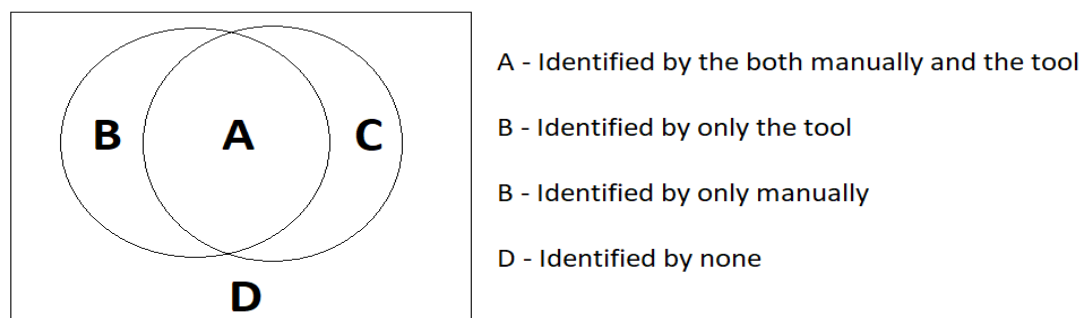 B A C
D
A - Identified by the both manually and the tool
B - Identified by only the tool
B - Identified by only manually
D - Identified by none